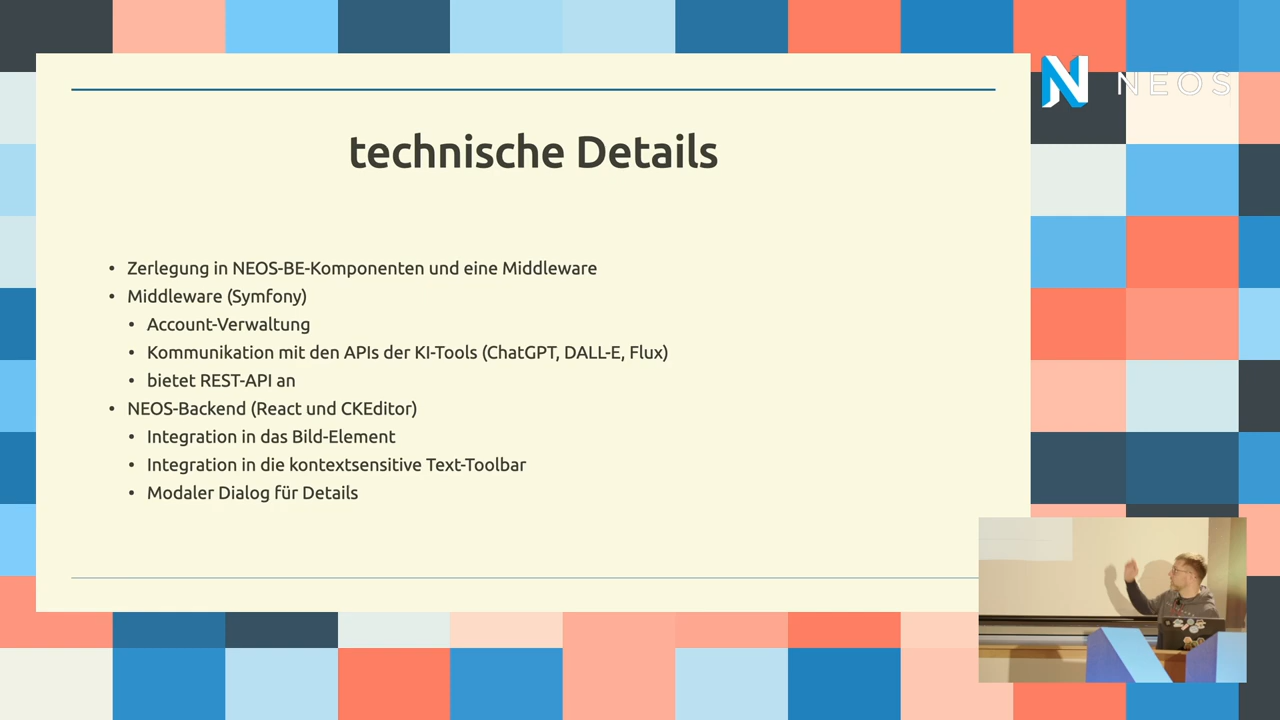 NEOS
technische Details
• Zerlegung in NEOS-BE-Komponenten und eine Middleware
• Middleware (Symfony)
• Account-Verwaltung
• Kommunikation mit den APIs der KI-Tools (ChatGPT, DALL-E, Flux)
• bietet REST-API an
• NEOS-Backend (React und CKEditor)
• Integration in das Bild-Element
• Integration in die kontextsensitive Text-Toolbar
• Modaler Dialog für Details